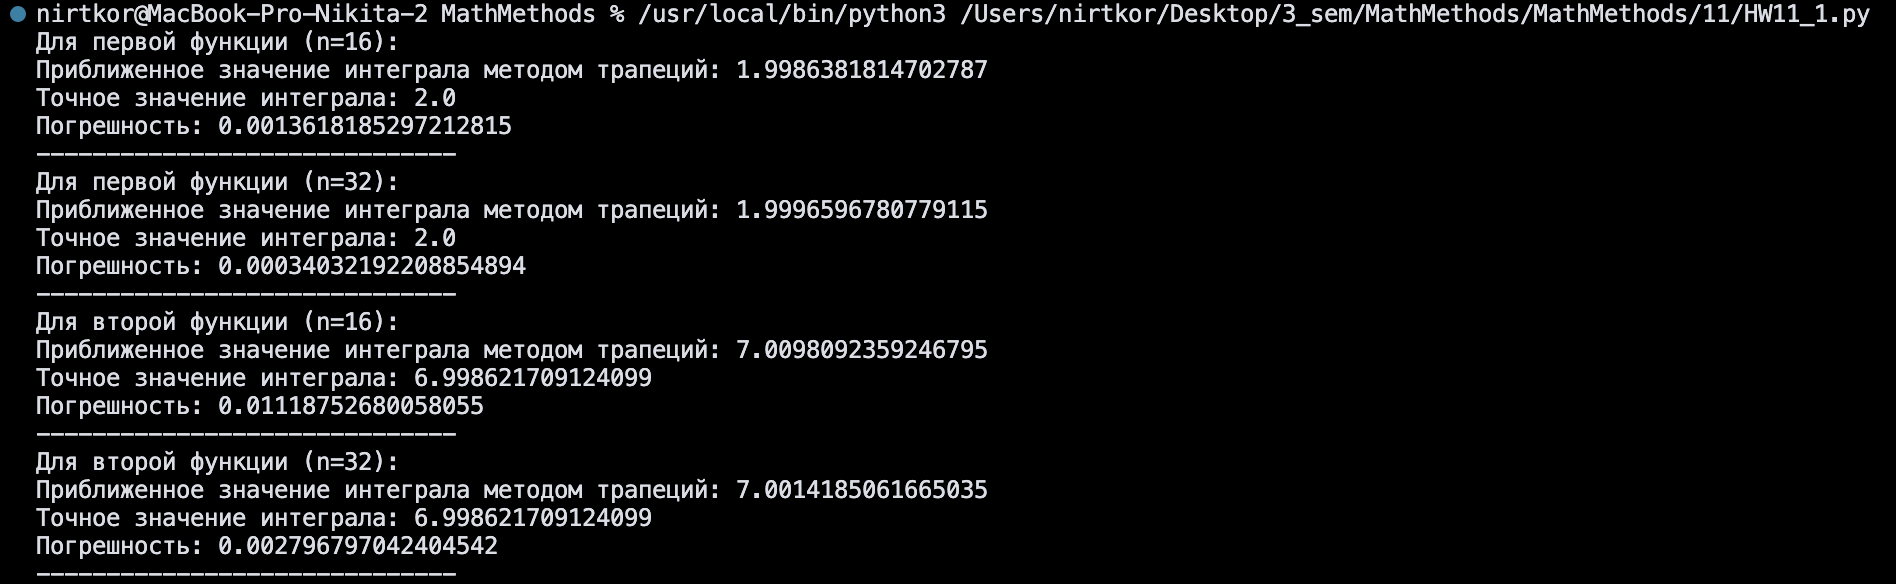 nirtkor@MacBook-Pro-Nikita-2 MathMethods % /usr/local/bin/python3 /Users/nirtkor/Desktop/3_sem/MathMethods/MathMethods/11/HW11_1.py
Для первой функции (n=16):
Приближенное значение интеграла методом трапеций: 1.9986381814702787
Точное значение интеграла: 2.0
Погрешность: 0.0013618185297212815
------------------------------
Для первой функции (n=32):
Приближенное значение интеграла методом трапеций: 1.9996596780779115
Точное значение интеграла: 2.0
Погрешность: 0.00034032192208854894
------------------------------
Для второй функции (n=16):
Приближенное значение интеграла методом трапеций: 7.0098092359246795
Точное значение интеграла: 6.998621709124099
Погрешность: 0.01118752680058055
------------------------------
Для второй функции (n=32):
Приближенное значение интеграла методом трапеций: 7.0014185061665035
Точное значение интеграла: 6.998621709124099
Погрешность: 0.002796797042404542
------------------------------